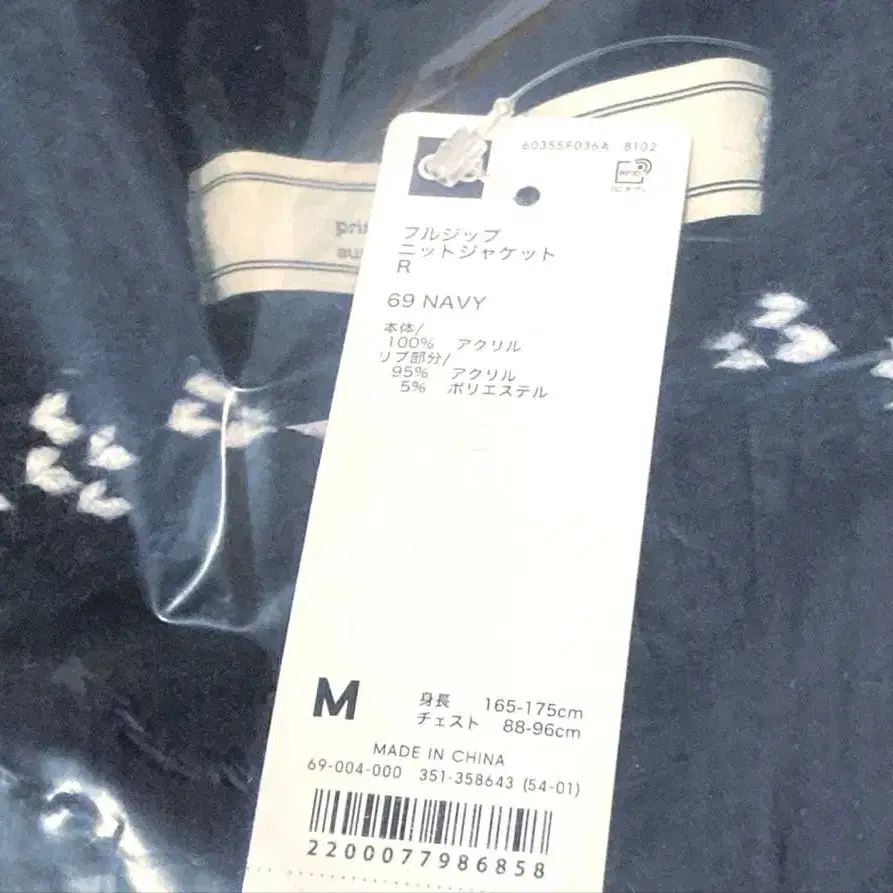 60355F036A 8102
RFID
フルジップ
ニットジャケット
R
69 NAVY
本体/
100% アクリル
リブ部分/
95% アクリル
5% ポリエステル
M
身長 165-175cm
チェスト 88-96cm
MADE IN CHINA
69-004-000 351-358643 (54-01)
2200077986858